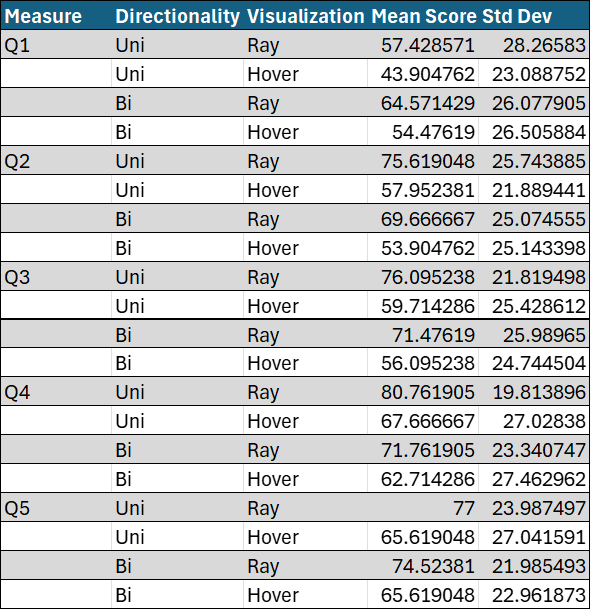 Measure Directionality Visualization Mean Score Std Dev
Q1 Uni Ray 57.428571 28.26583
Uni Hover 43.904762 23.088752
Bi Ray 64.571429 26.077905
Bi Hover 54.47619 26.505884
Q2 Uni Ray 75.619048 25.743885
Uni Hover 57.952381 21.889441
Bi Ray 69.666667 25.074555
Bi Hover 53.904762 25.143398
Q3 Uni Ray 76.095238 21.819498
Uni Hover 59.714286 25.428612
Bi Ray 71.47619 25.98965
Bi Hover 56.095238 24.744504
Q4 Uni Ray 80.761905 19.813896
Uni Hover 67.666667 27.02838
Bi Ray 71.761905 23.340747
Bi Hover 62.714286 27.462962
Q5 Uni Ray 77 23.987497
Uni Hover 65.619048 27.041591
Bi Ray 74.52381 21.985493
Bi Hover 65.619048 22.961873